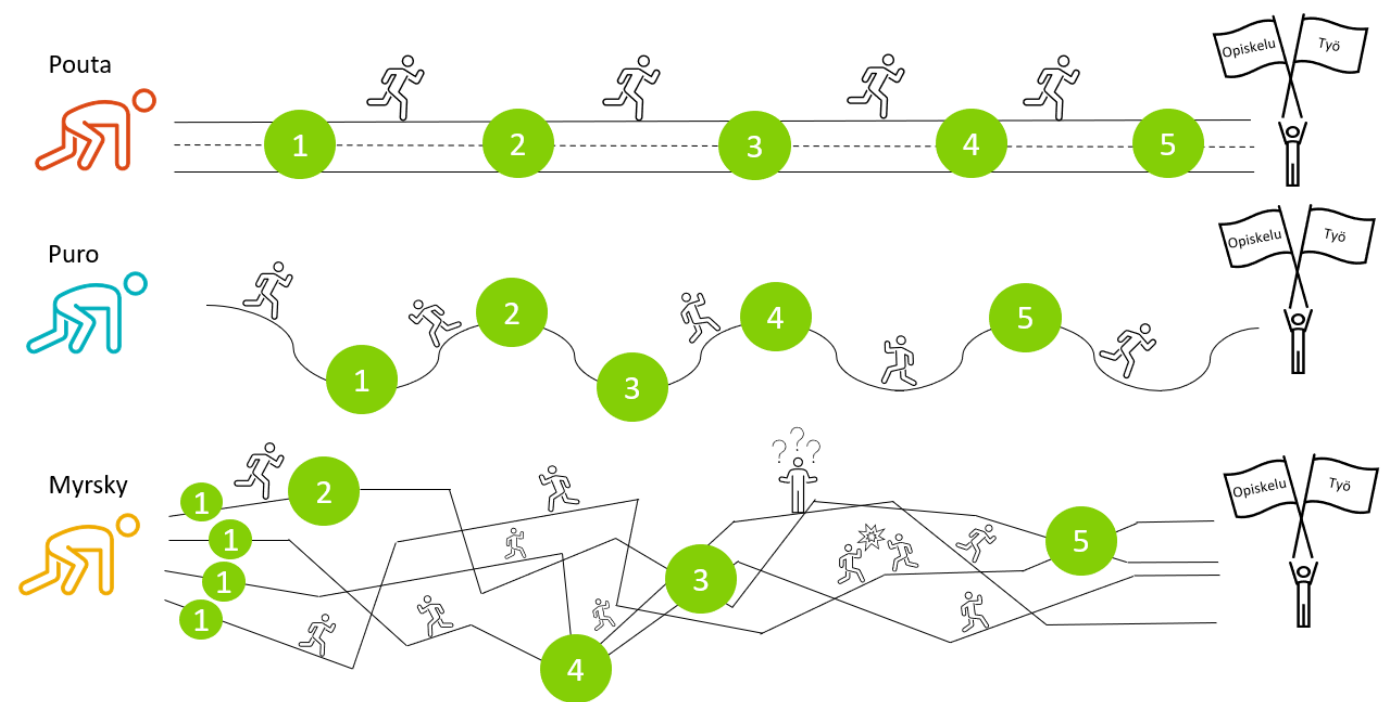 Pouta
1 2 3 4 5
Opiskelu Työ
Puro
1 2 3 4 5
Opiskelu Työ
Myrsky
? ? ?
1 2
1
1
1
3
4
5
Opiskelu Työ